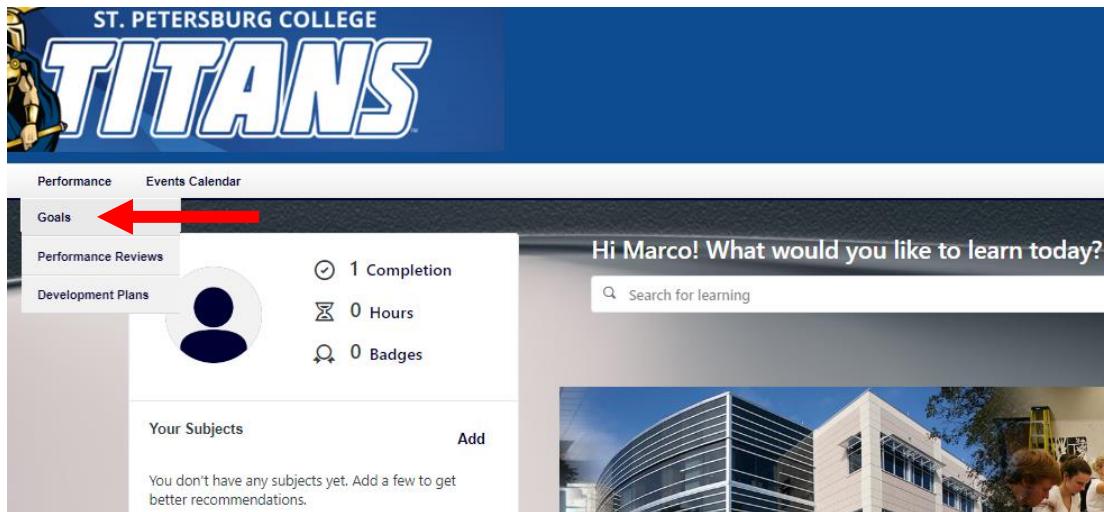 ST. PETERSBURG COLLEGE
TITANS
Performance Events Calendar
Goals
Performance Reviews
Development Plans
1 Completion
0 Hours
0 Badges
Hi Marco! What would you like to learn today?
Search for learning
Your Subjects
Add
You don't have any subjects yet. Add a few to get
better recommendations.